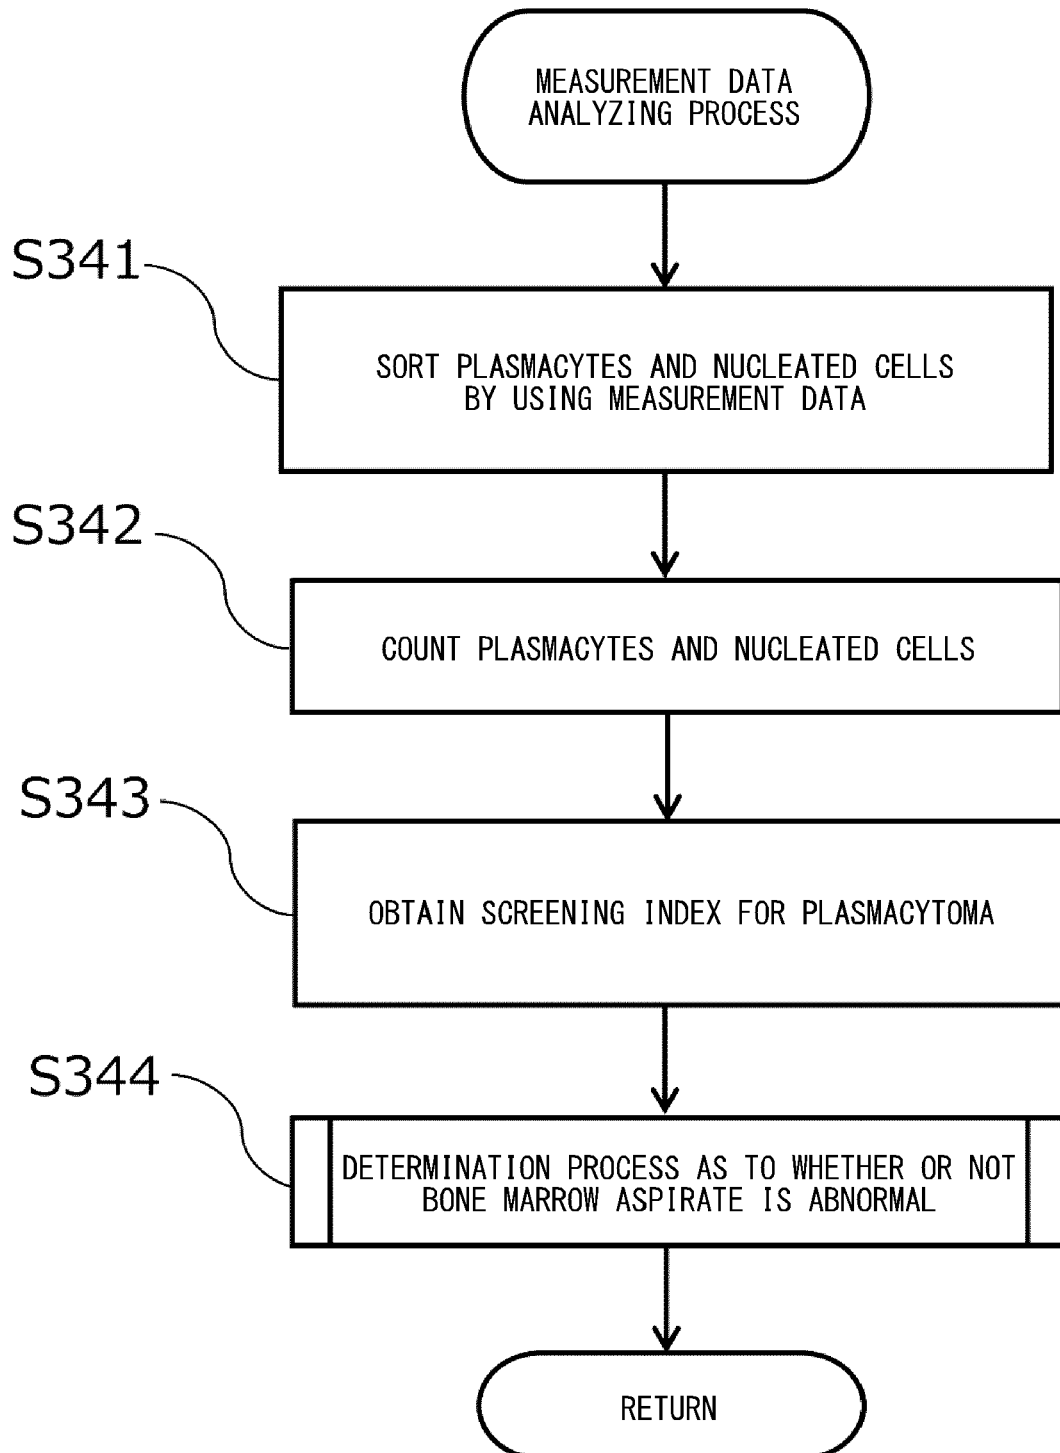 MEASUREMENT DATA
ANALYZING PROCESS
S341
SORT PLASMACYTES AND NUCLEATED CELLS
BY USING MEASUREMENT DATA
S342
COUNT PLASMACYTES AND NUCLEATED CELLS
S343
OBTAIN SCREENING INDEX FOR PLASMACYTOMA
S344
DETERMINATION PROCESS AS TO WHETHER OR NOT
BONE MARROW ASPIRATE IS ABNORMAL
RETURN